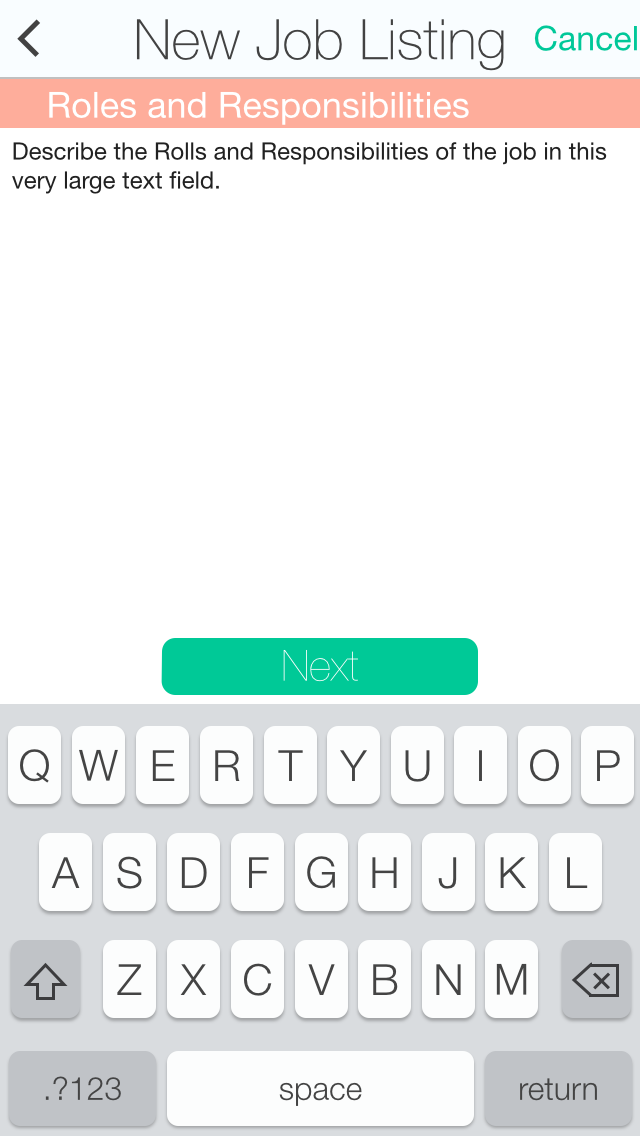 New Job Listing Cancel
Roles and Responsibilities
Describe the Rolls and Responsibilities of the job in this
very large text field.
Next
Q W E R T Y U I O P
A S D F G H J K L
Z X C V B N M
.?123 space return